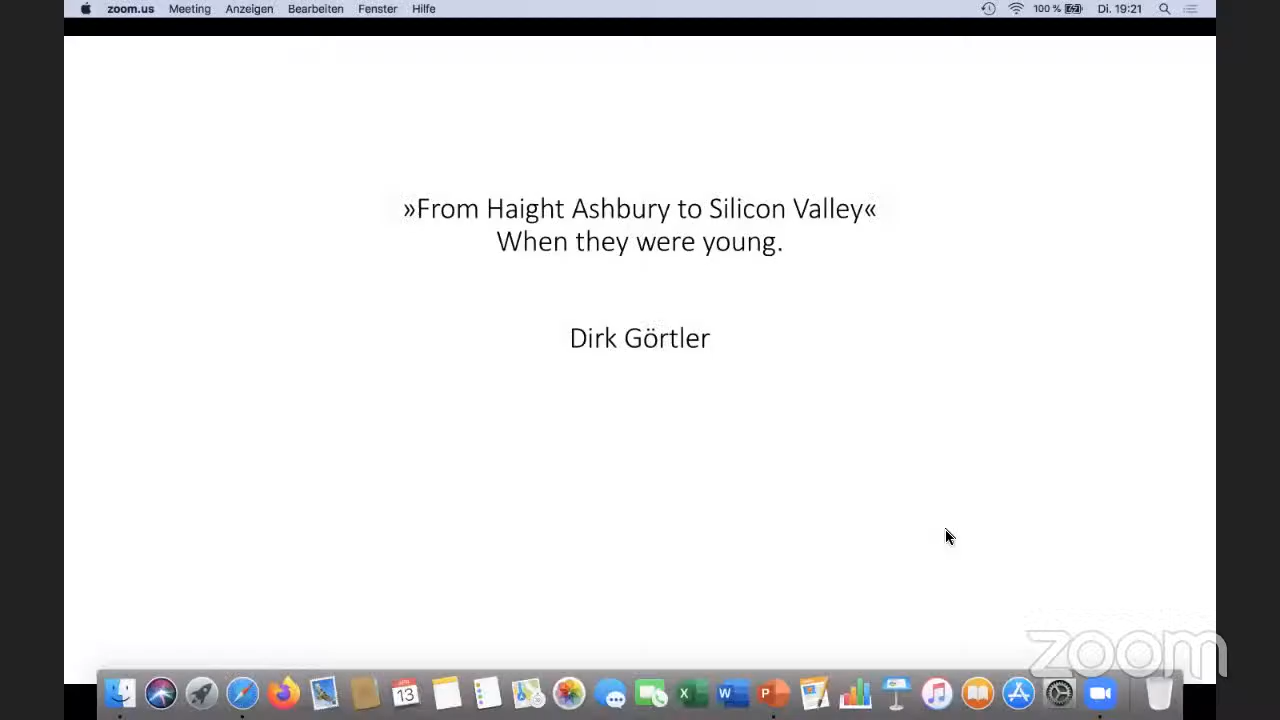 zoom.us Meeting Anzeigen Bearbeiten Fenster Hilfe 100 % Di. 19:21
»From Haight Ashbury to Silicon Valley«
When they were young.
Dirk Görtler
zoom
13
X W P